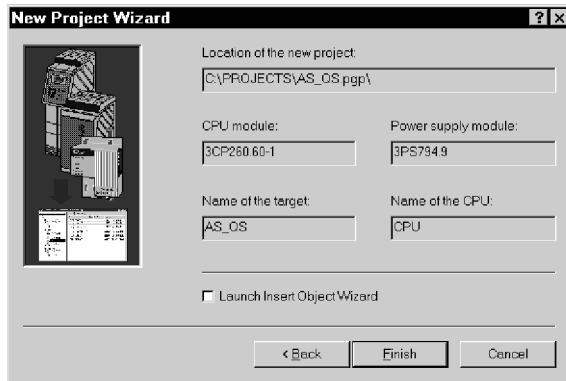 New Project Wizard
Location of the new project:
C:\PROJECTS\AS_OS.pgp\
CPU module:
Power supply module:
3CP260.60-1
3PS794.9
Name of the target:
Name of the CPU:
AS_OS
CPU
Launch Insert Object Wizard
< Back
Finish
Cancel